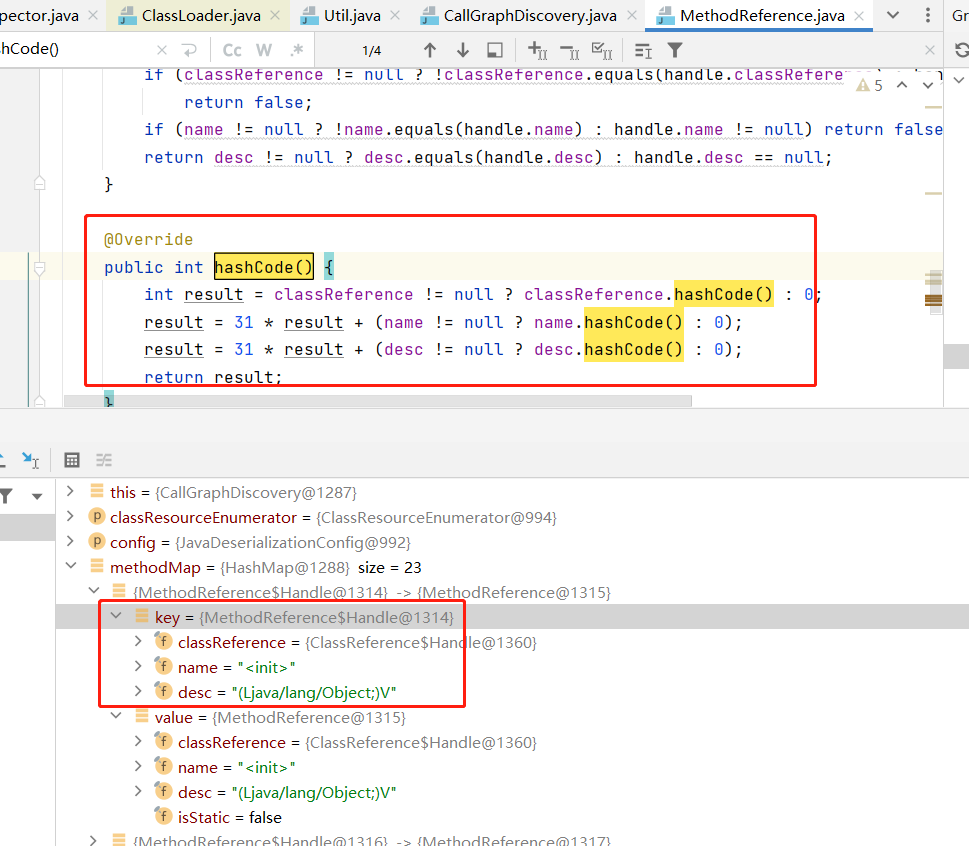 pector.java ClassLoader.java Util.java CallGraphDiscovery.java MethodReference.java Gr
shCode() Cc W .* 1/4
if (classReference != null ? !classReference.equals(handle.classReference) : han
5
return false;
if (name != null ? !name.equals(handle.name) : handle.name != null) return false
return desc != null ? desc.equals(handle.desc) : handle.desc == null;
}
@Override
public int hashCode() {
int result = classReference != null ? classReference.hashCode() : 0;
result = 31 * result + (name != null ? name.hashCode() : 0);
result = 31 * result + (desc != null ? desc.hashCode() : 0);
return result;
}
this = {CallGraphDiscovery@1287}
p classResourceEnumerator = {ClassResourceEnumerator@994}
p config = {JavaDeserializationConfig@992}
methodMap = {HashMap@1288} size = 23
{MethodReference$Handle@1314} -> {MethodReference@1315}
key = {MethodReference$Handle@1314}
f classReference = {ClassReference$Handle@1360}
f name = "<init>"
f desc = "(Ljava/lang/Object;)V"
value = {MethodReference@1315}
f classReference = {ClassReference$Handle@1360}
f name = "<init>"
f desc = "(Ljava/lang/Object;)V"
f isStatic = false
{MethodReference$Handle@1316} -> {MethodReference@1317}